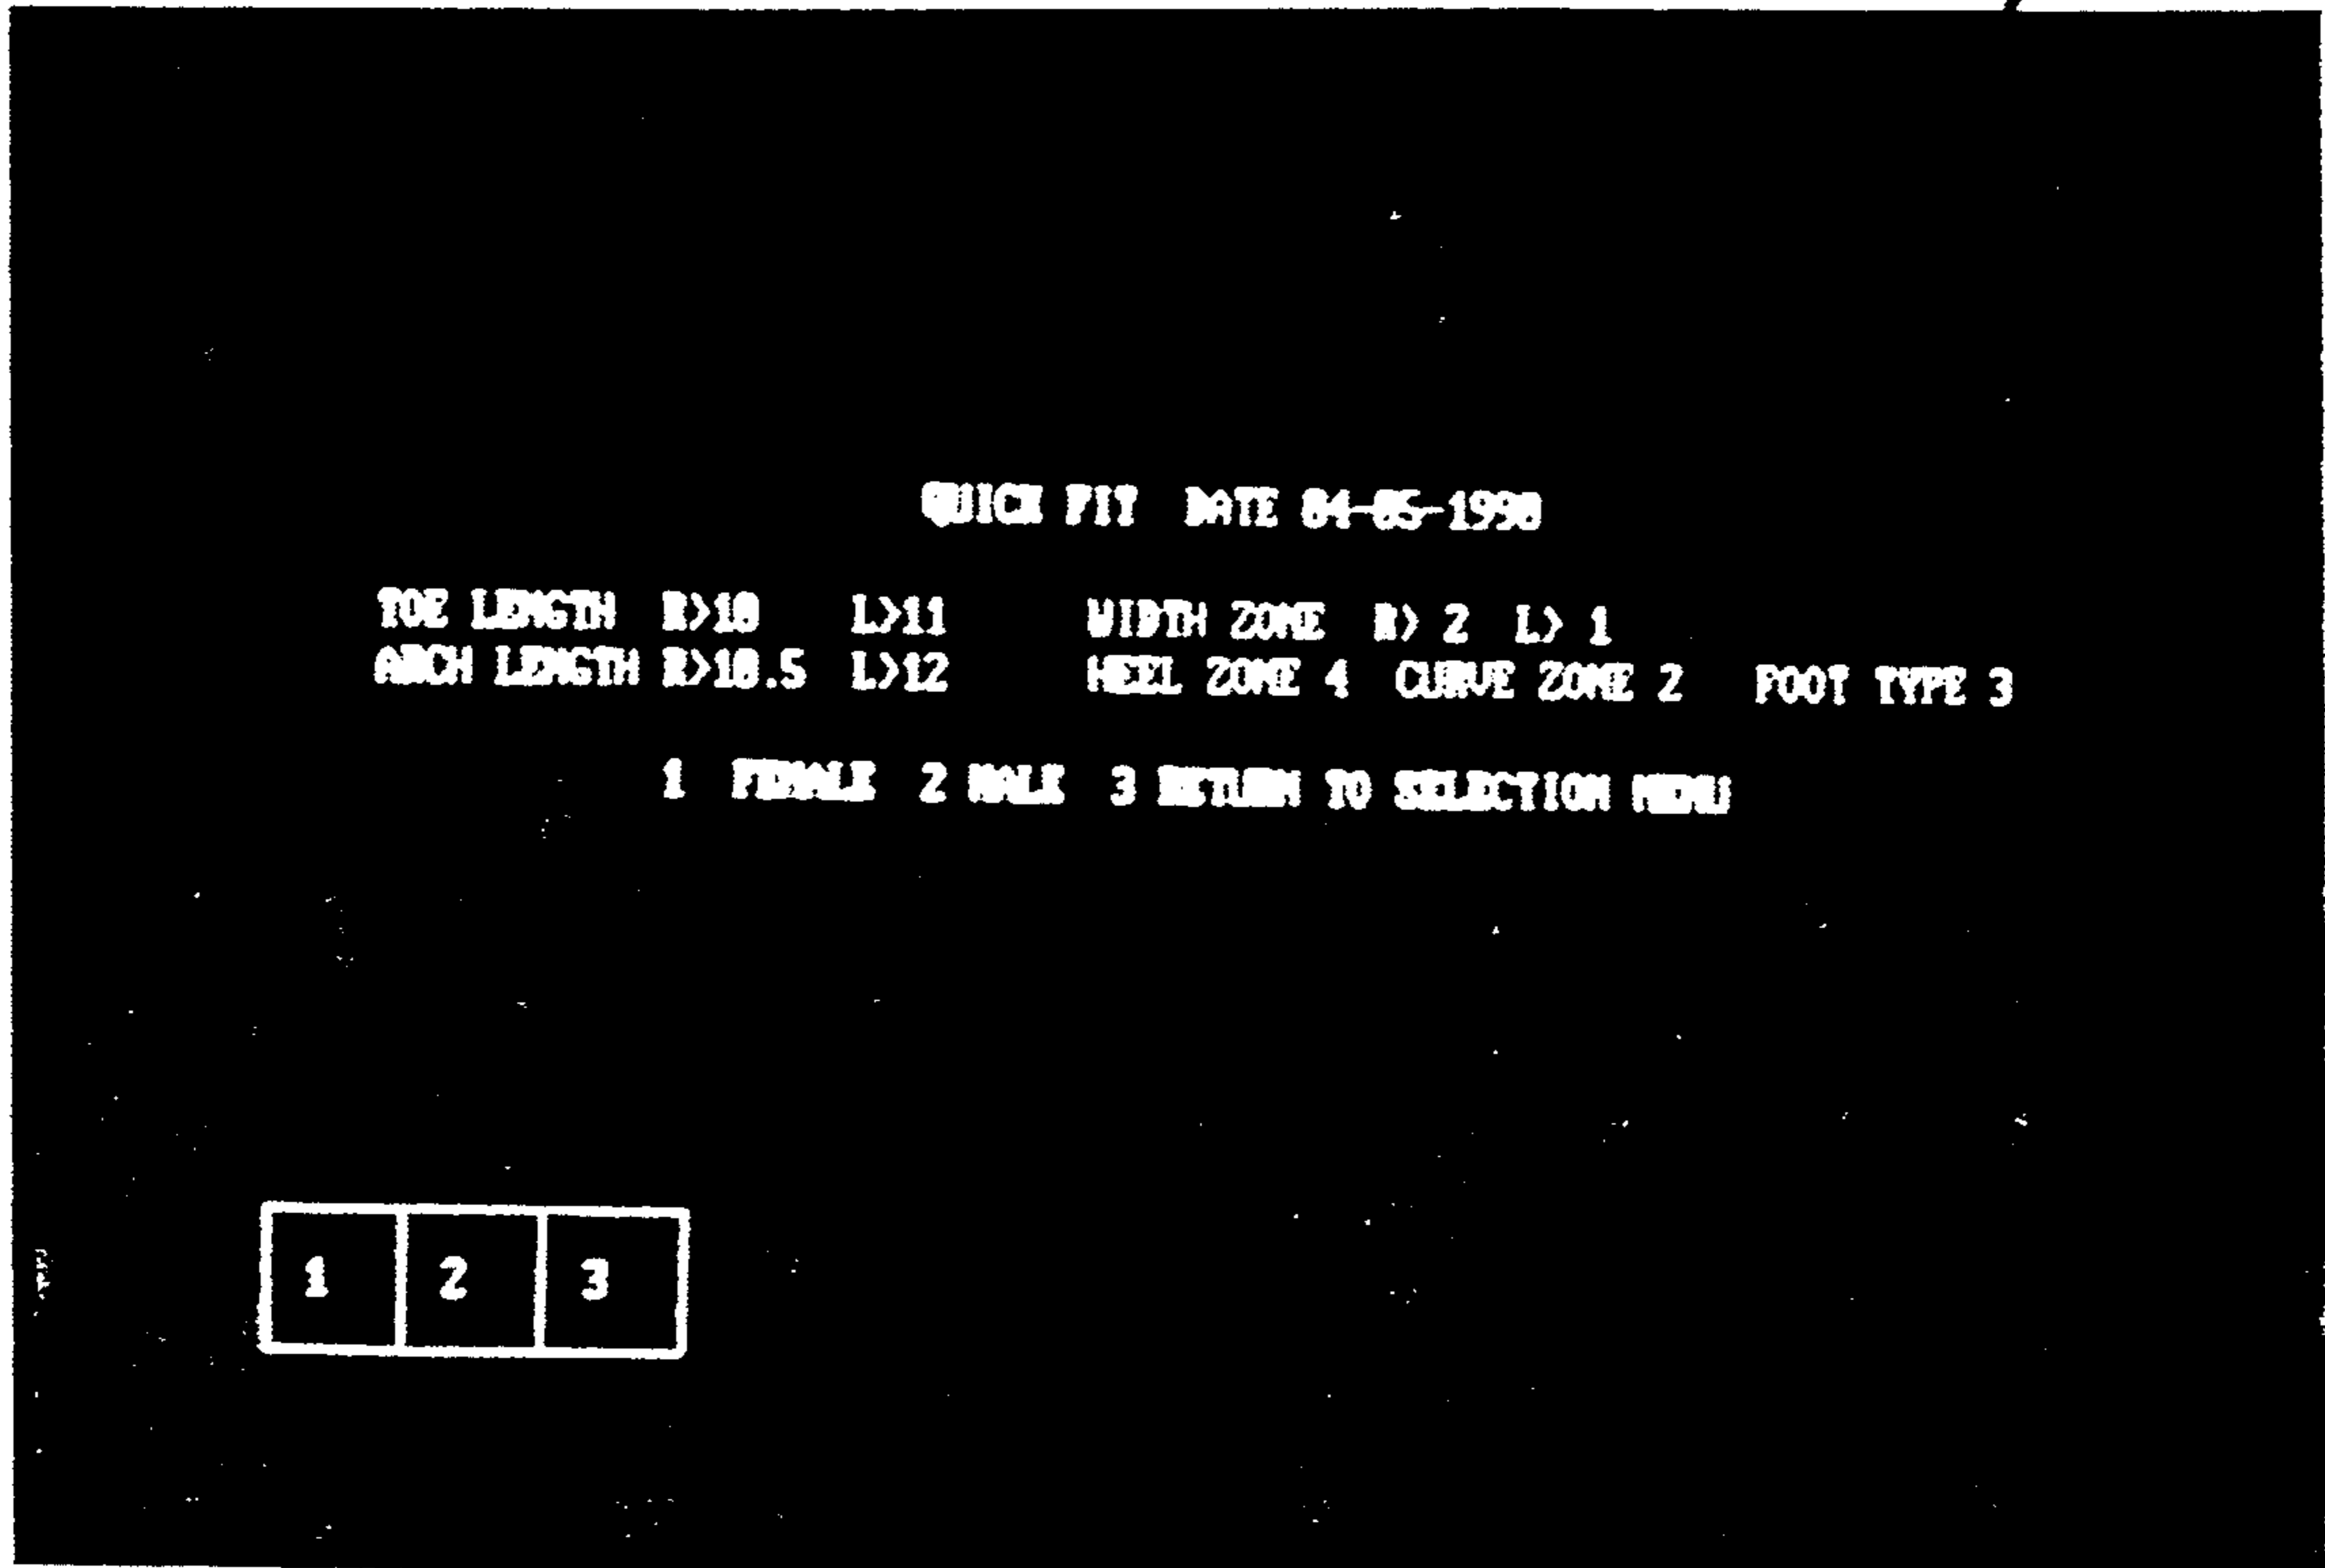 QUICK FIT DATE 04-05-1990
TOE LENGTH R>10 L>11 WIDTH ZONE R> 2 L> 1
ARCH LENGTH R>10.5 L>12 HEEL ZONE 4 CURVE ZONE 2 FOOT TYPE 3
1 FEMALE 2 MALE 3 RETURN TO SELECTION MENU
1 2 3